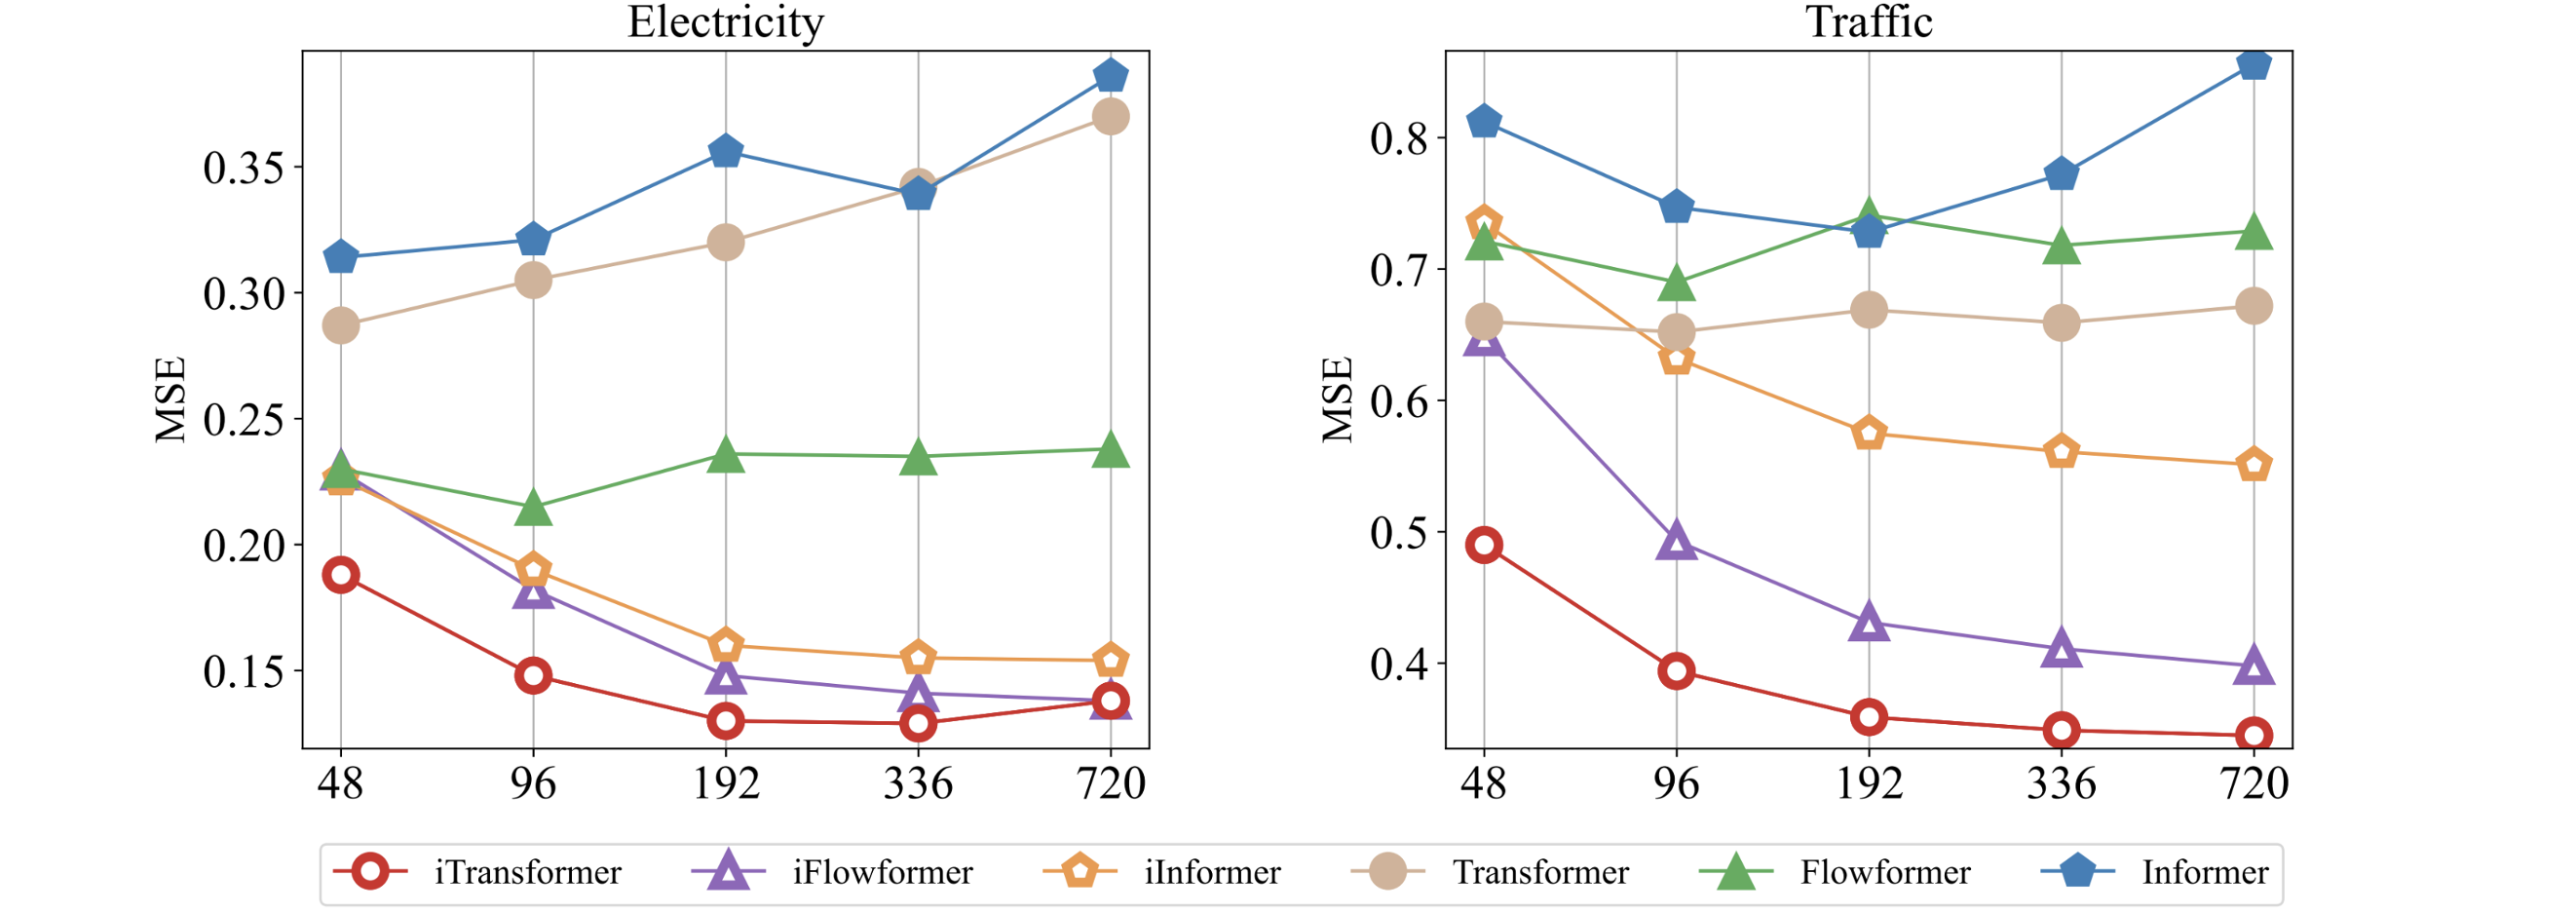 Electricity
MSE
0.35
0.30
0.25
0.20
0.15
48 96 192 336 720
Traffic
MSE
0.8
0.7
0.6
0.5
0.4
48 96 192 336 720
iTransformer iFlowformer iInformer Transformer Flowformer Informer